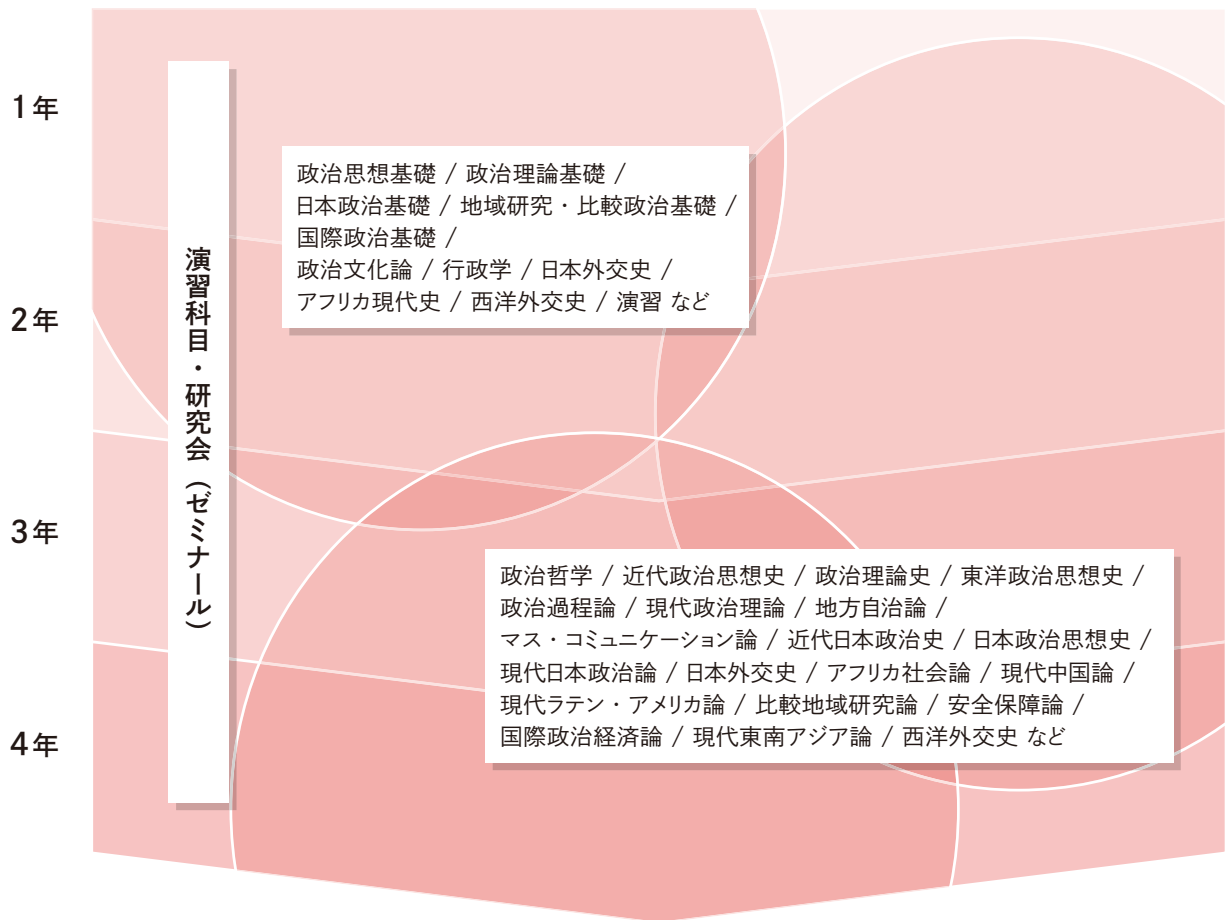 1年
2年
3年
4年
演習科目・研究会（ゼミナール）
政治思想基礎 / 政治理論基礎 /
日本政治基礎 / 地域研究・比較政治基礎 /
国際政治基礎 /
政治文化論 / 行政学 / 日本外交史 /
アフリカ現代史 / 西洋外交史 / 演習 など
政治哲学 / 近代政治思想史 / 政治理論史 / 東洋政治思想史 /
政治過程論 / 現代政治理論 / 地方自治論 /
マス・コミュニケーション論 / 近代日本政治史 / 日本政治思想史 /
現代日本政治論 / 日本外交史 / アフリカ社会論 / 現代中国論 /
現代ラテン・アメリカ論 / 比較地域研究論 / 安全保障論 /
国際政治経済論 / 現代東南アジア論 / 西洋外交史 など